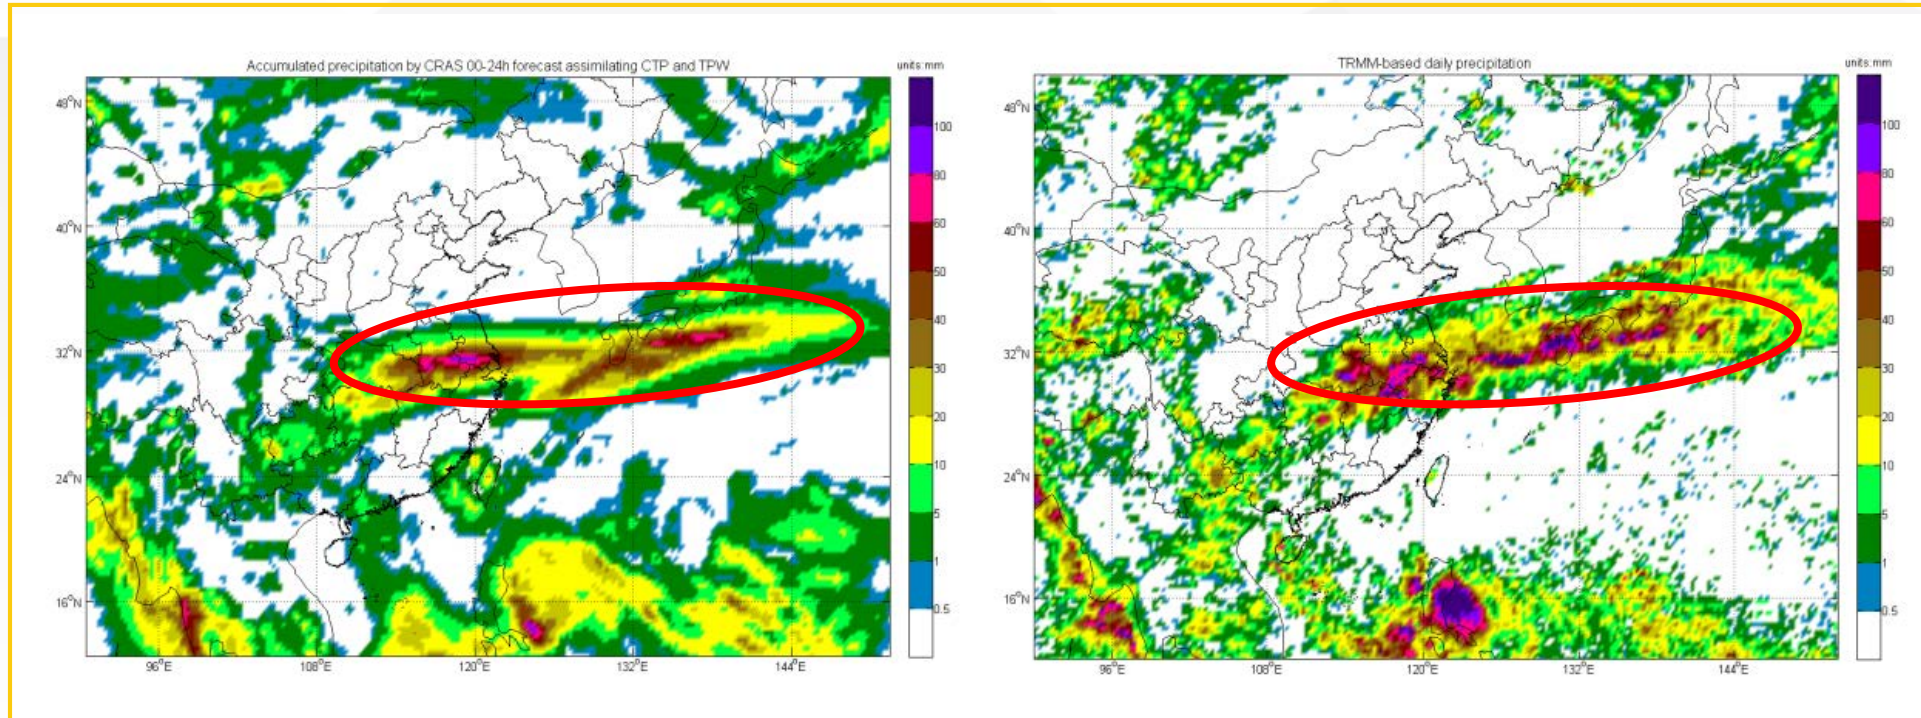 Accumulated precipitation by CRAS 00-24h forecast assimilating CTP and TPW
units:mm
48°N
40°N
32°N
24°N
16°N
96°E
108°E
120°E
132°E
144°E
100
80
60
50
40
30
20
10
5
1
0.5
TRMM-based daily precipitation
units:mm
48°N
40°N
32°N
24°N
16°N
96°E
108°E
120°E
132°E
144°E
100
80
60
50
40
30
20
10
5
1
0.5